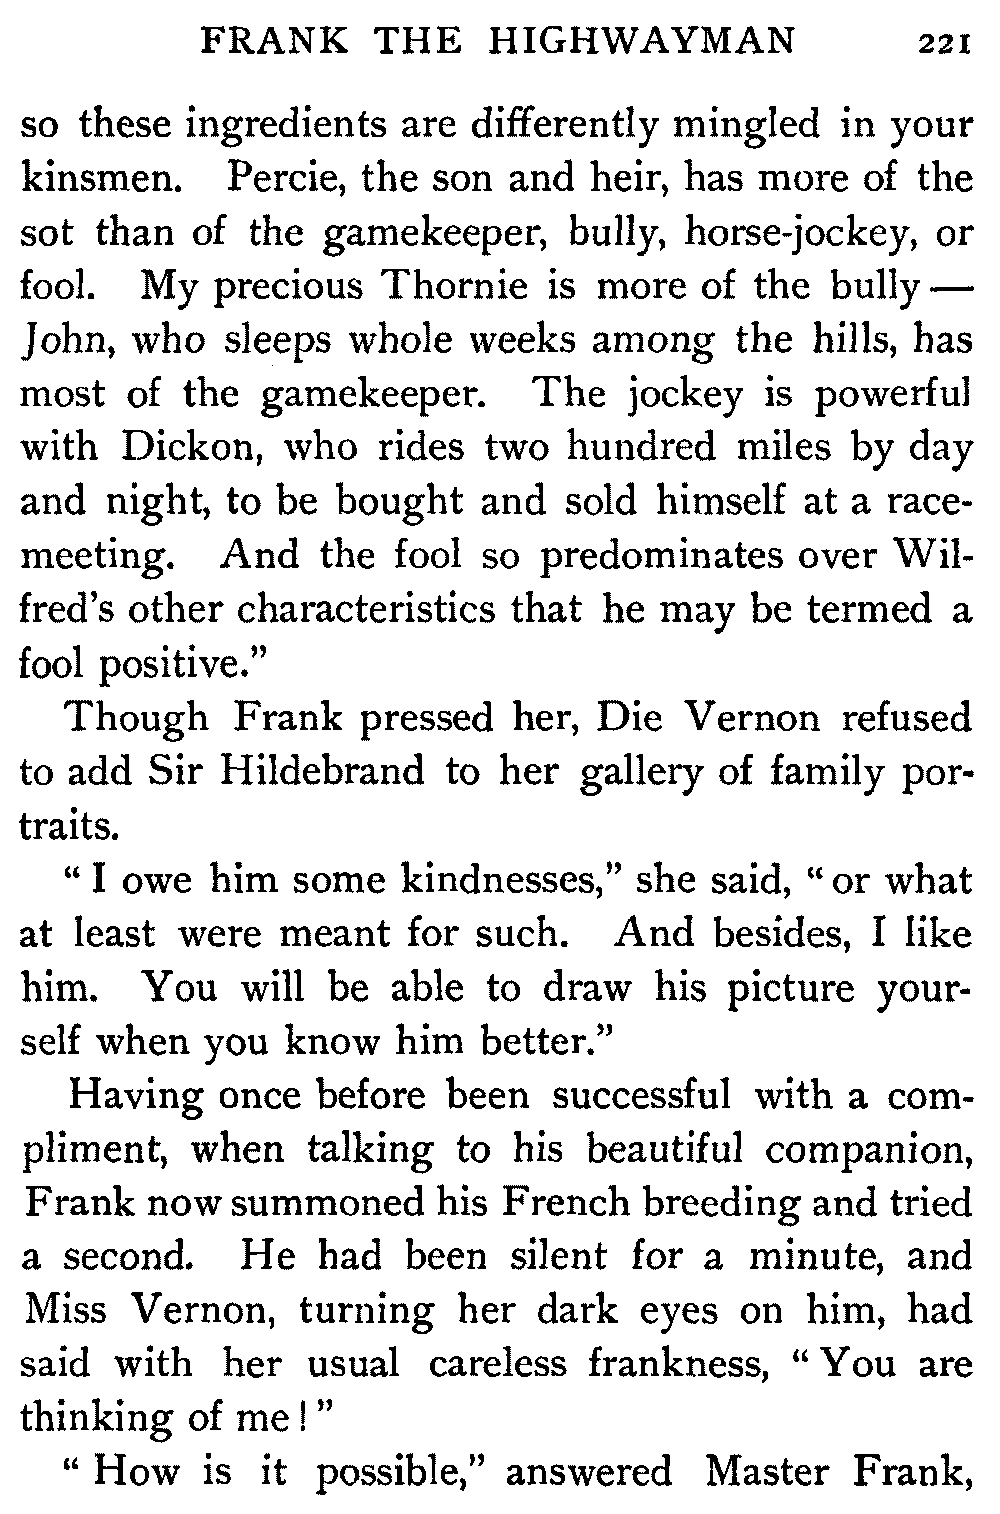 FRANK THE HIGHWAYMAN 221
so these ingredients are differently mingled in your
kinsmen. Percie, the son and heir, has more of the
sot than of the gamekeeper, bully, horse-jockey, or
fool. My precious Thornie is more of the bully—
John, who sleeps whole weeks among the hills, has
most of the gamekeeper. The jockey is powerful
with Dickon, who rides two hundred miles by day
and night, to be bought and sold himself at a race-
meeting. And the fool so predominates over Wil-
fred's other characteristics that he may be termed a
fool positive."
Though Frank pressed her, Die Vernon refused
to add Sir Hildebrand to her gallery of family por-
traits.
"I owe him some kindnesses," she said, "or what
at least were meant for such. And besides, I like
him. You will be able to draw his picture your-
self when you know him better."
Having once before been successful with a com-
pliment, when talking to his beautiful companion,
Frank now summoned his French breeding and tried
a second. He had been silent for a minute, and
Miss Vernon, turning her dark eyes on him, had
said with her usual careless frankness, "You are
thinking of me!"
"How is it possible," answered Master Frank,